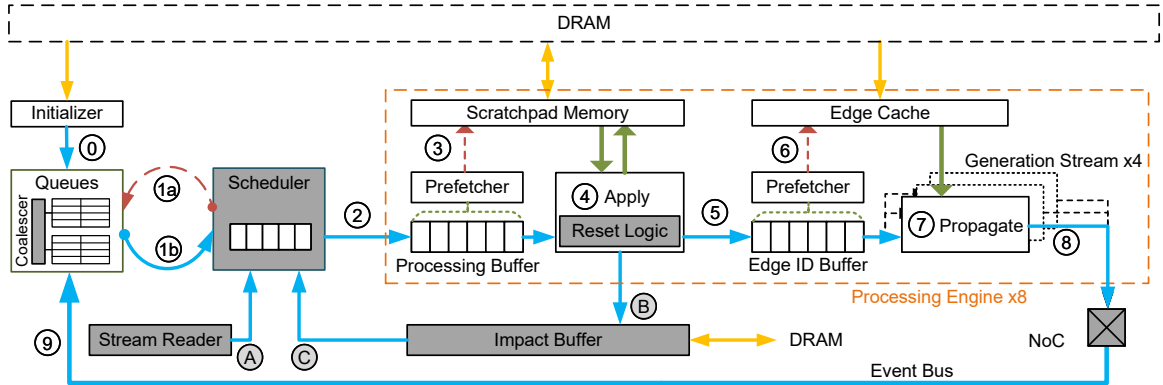 DRAM
Initializer
Scratchpad Memory
Edge Cache
0
3
6
Generation Stream x4
Queues
1a
Scheduler
Prefetcher
4 Apply
Prefetcher
Coalescer
2
Reset Logic
5
7 Propagate
8
1b
Processing Buffer
Edge ID Buffer
Processing Engine x8
B
9
Stream Reader
A
C
Impact Buffer
DRAM
NoC
Event Bus